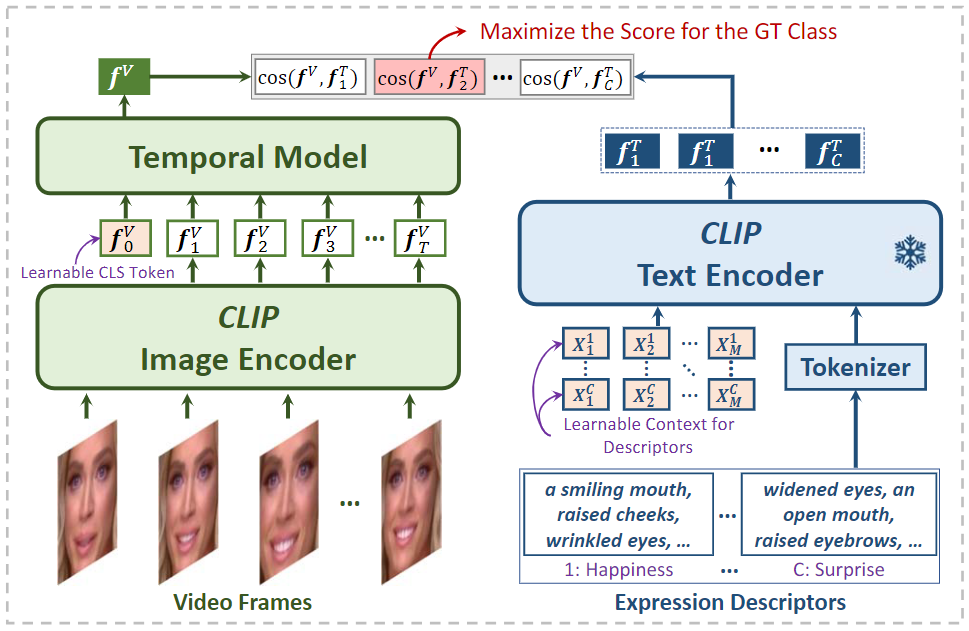 Maximize the Score for the GT Class
f^V
cos(f^V, f_1^T) cos(f^V, f_2^T) ... cos(f^V, f_C^T)
Temporal Model
f_1^T f_1^T ... f_C^T
f_0^V f_1^V f_2^V f_3^V ... f_T^V
Learnable CLS Token
CLIP
Image Encoder
CLIP
Text Encoder
X_1^1 X_2^1 ... X_M^1
X_1^C X_2^C ... X_M^C
Tokenizer
Learnable Context for
Descriptors
a smiling mouth,
raised cheeks,
wrinkled eyes, ...
...
widened eyes, an
open mouth,
raised eyebrows, ...
1: Happiness ... C: Surprise
...
Video Frames
Expression Descriptors